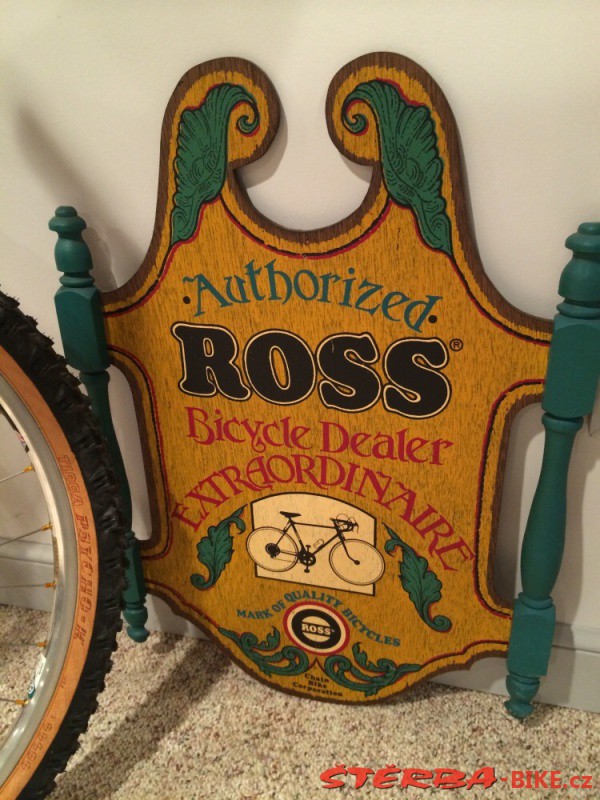 ·Authorized·
ROSS®
Bicycle Dealer
EXTRAORDINAIRE
MARK OF QUALITY BICYCLES
ROSS®
Chain
Bike
Corporation
ŠTĚRBA-BIKE.cz